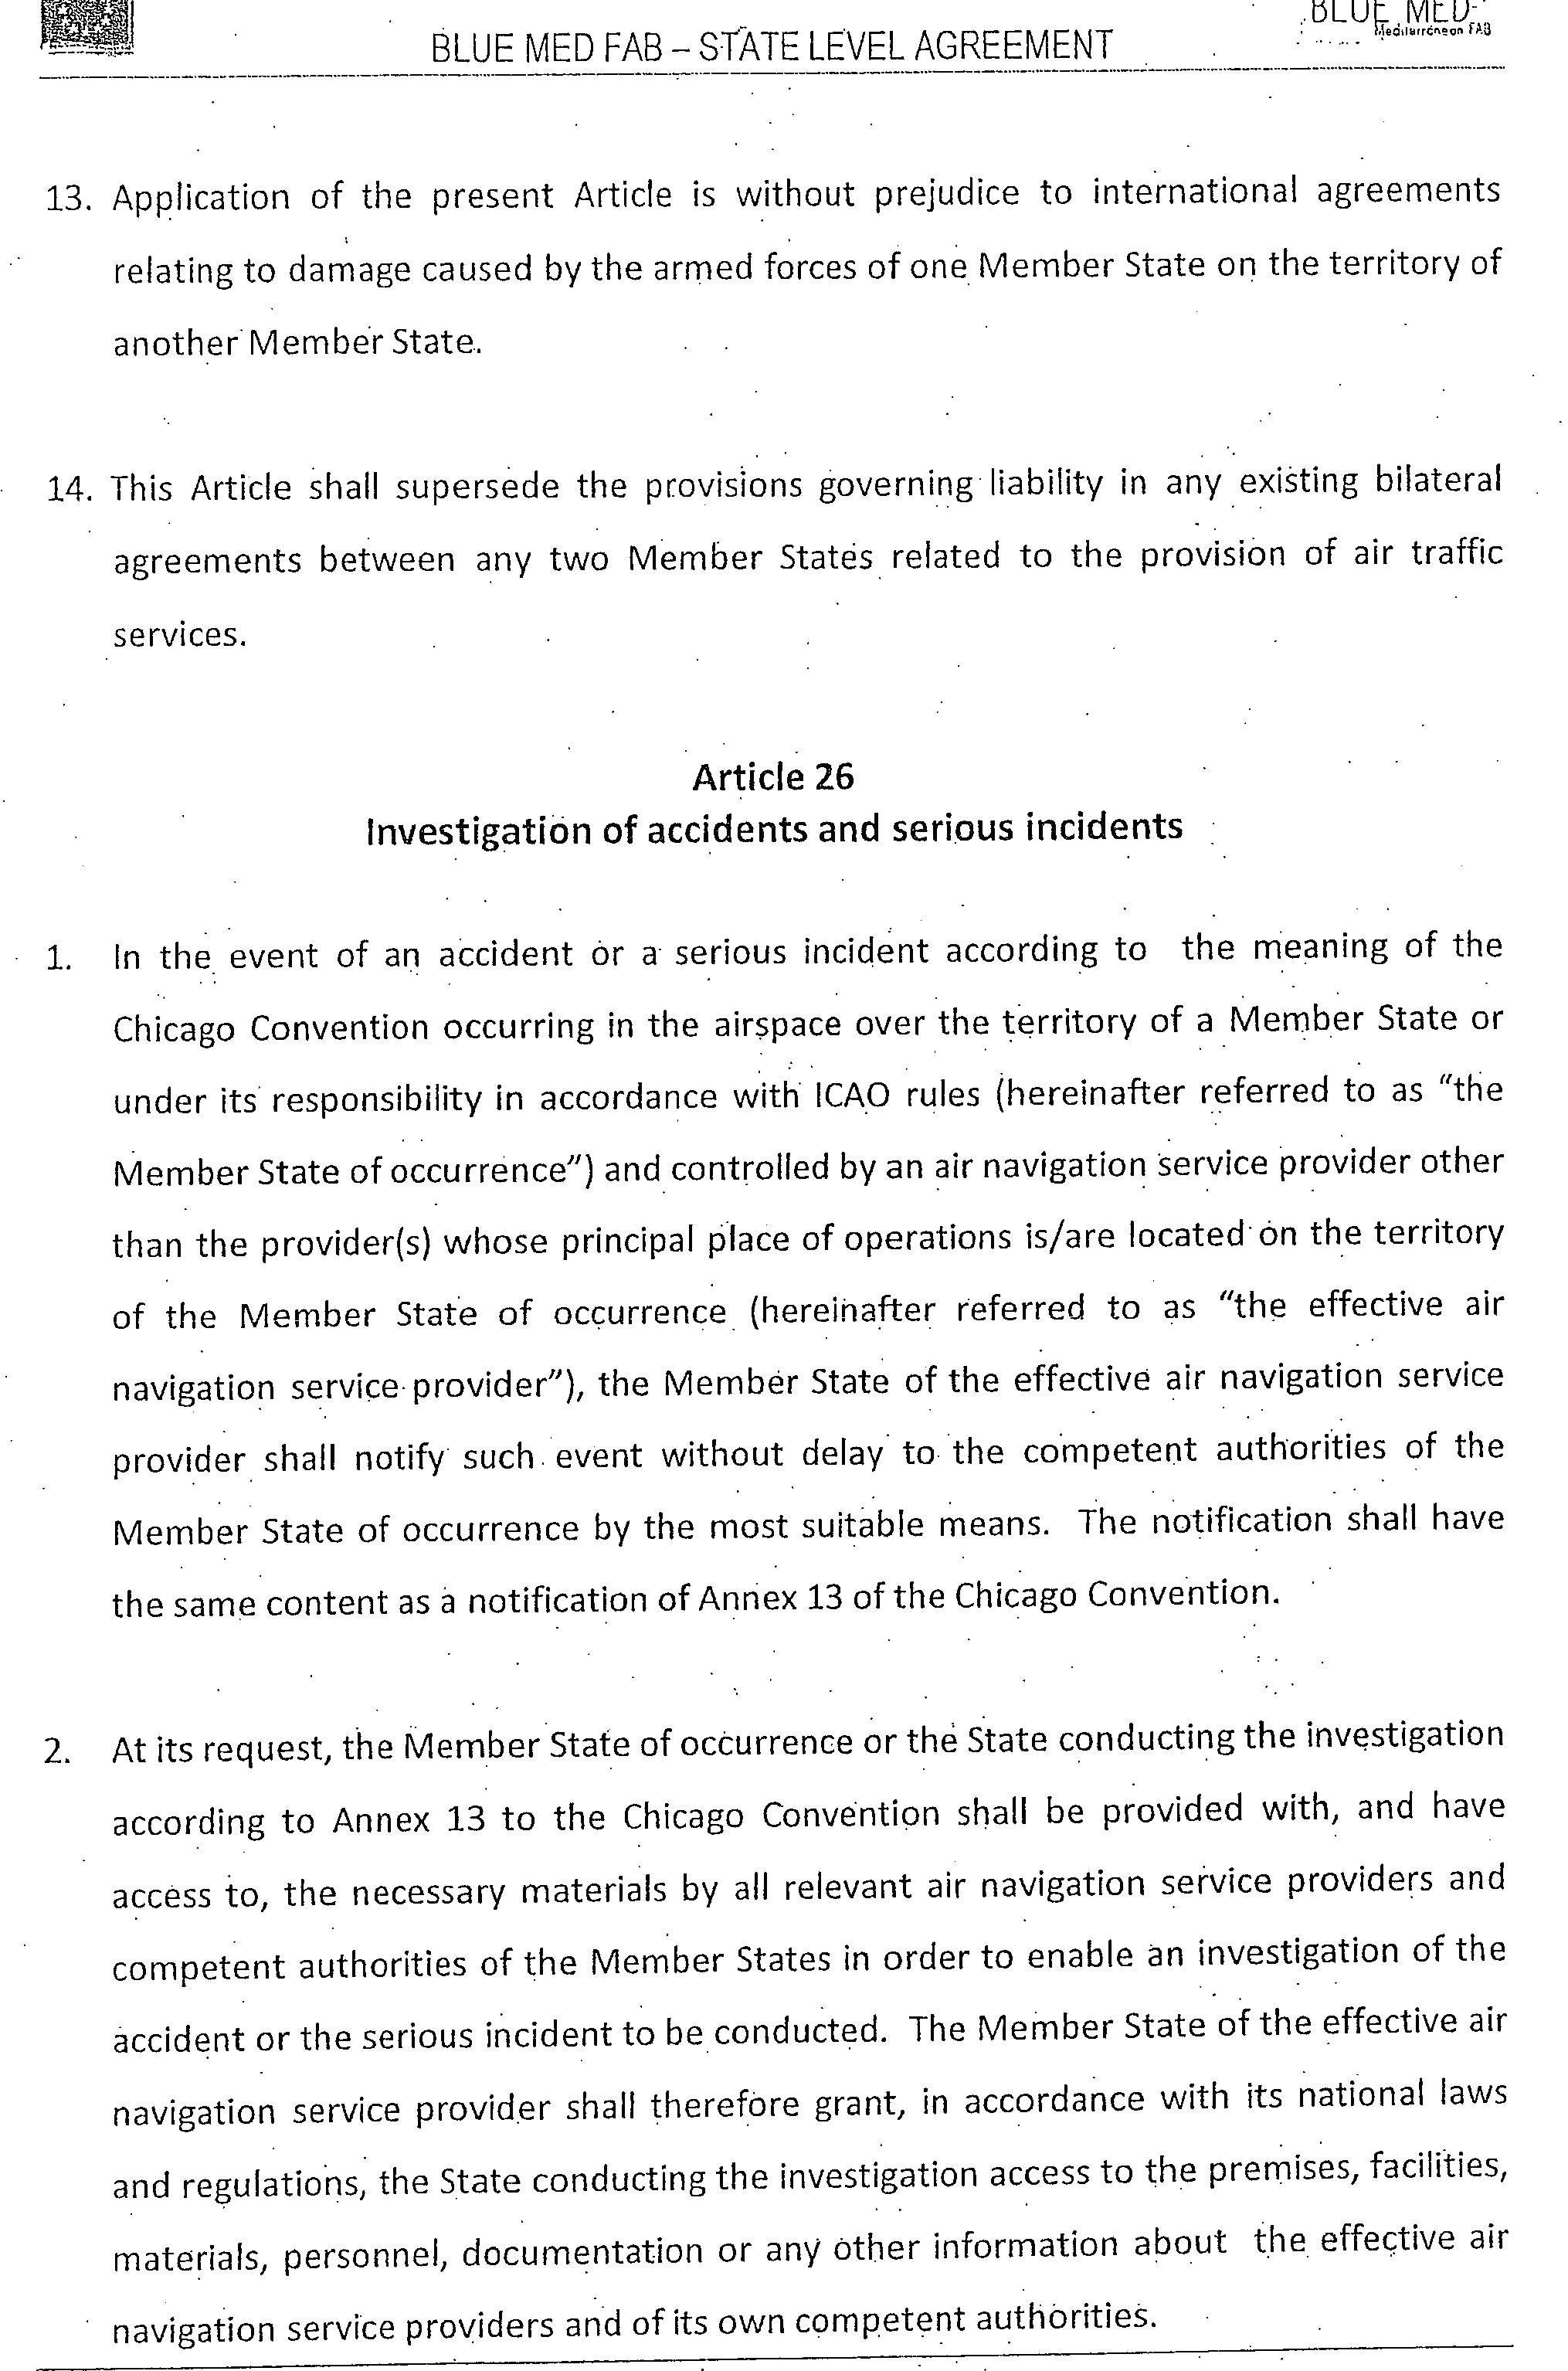 BLUE MED
Mediterranean FAB
BLUE MED FAB – STATE LEVEL AGREEMENT
13. Application of the present Article is without prejudice to international agreements
relating to damage caused by the armed forces of one Member State on the territory of
another Member State.
14. This Article shall supersede the provisions governing liability in any existing bilateral
agreements between any two Member States related to the provision of air traffic
services.
Article 26
Investigation of accidents and serious incidents
1. In the event of an accident or a serious incident according to the meaning of the
Chicago Convention occurring in the airspace over the territory of a Member State or
under its responsibility in accordance with ICAO rules (hereinafter referred to as “the
Member State of occurrence”) and controlled by an air navigation service provider other
than the provider(s) whose principal place of operations is/are located on the territory
of the Member State of occurrence (hereinafter referred to as “the effective air
navigation service provider”), the Member State of the effective air navigation service
provider shall notify such event without delay to the competent authorities of the
Member State of occurrence by the most suitable means. The notification shall have
the same content as a notification of Annex 13 of the Chicago Convention.
2. At its request, the Member State of occurrence or the State conducting the investigation
according to Annex 13 to the Chicago Convention shall be provided with, and have
access to, the necessary materials by all relevant air navigation service providers and
competent authorities of the Member States in order to enable an investigation of the
accident or the serious incident to be conducted. The Member State of the effective air
navigation service provider shall therefore grant, in accordance with its national laws
and regulations, the State conducting the investigation access to the premises, facilities,
materials, personnel, documentation or any other information about the effective air
navigation service providers and of its own competent authorities.